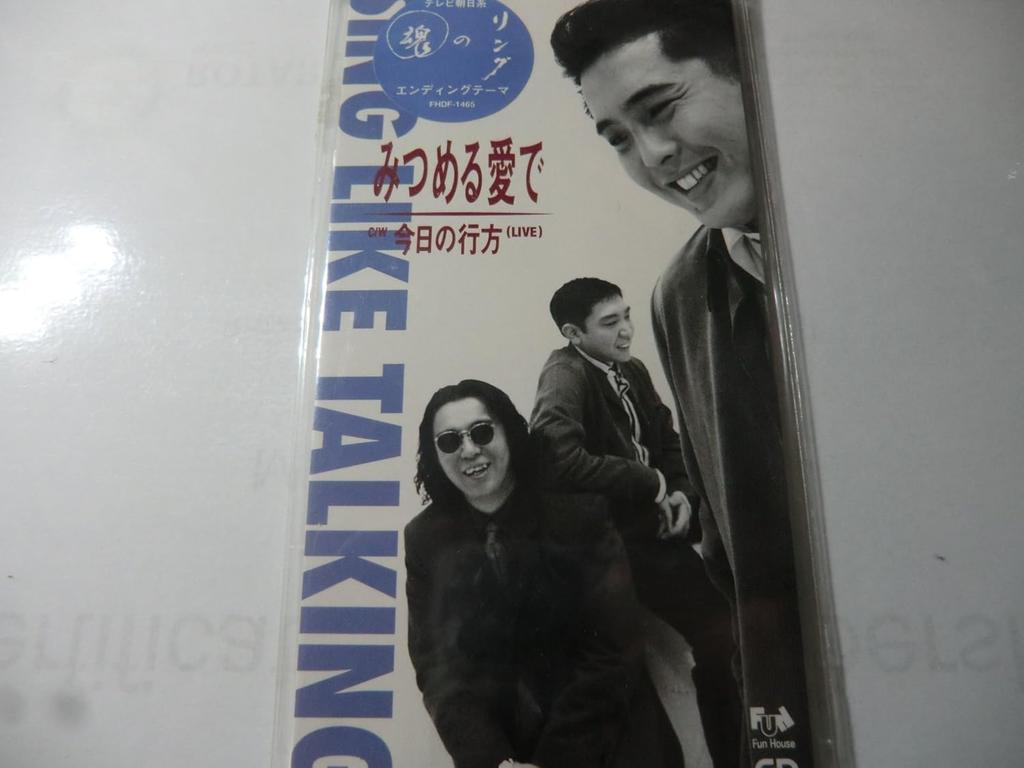 SING LIKE TALKING
テレビ朝日系
魂のリング
エンディングテーマ
FHDF-1465
みつめる愛で
C/W 今日の行方(LIVE)
Fun
Fun House
CD